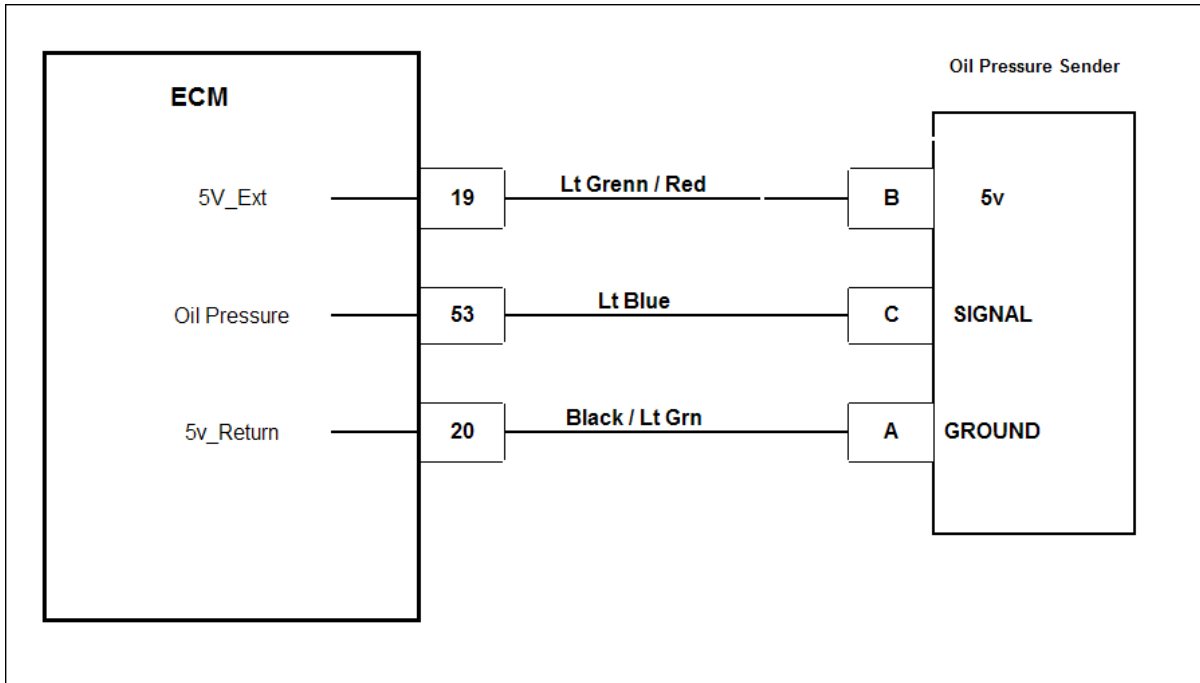 Oil Pressure Sender
ECM
5V_Ext
19
Lt Grenn / Red
B
5v
Oil Pressure
53
Lt Blue
C
SIGNAL
5v_Return
20
Black / Lt Grn
A
GROUND